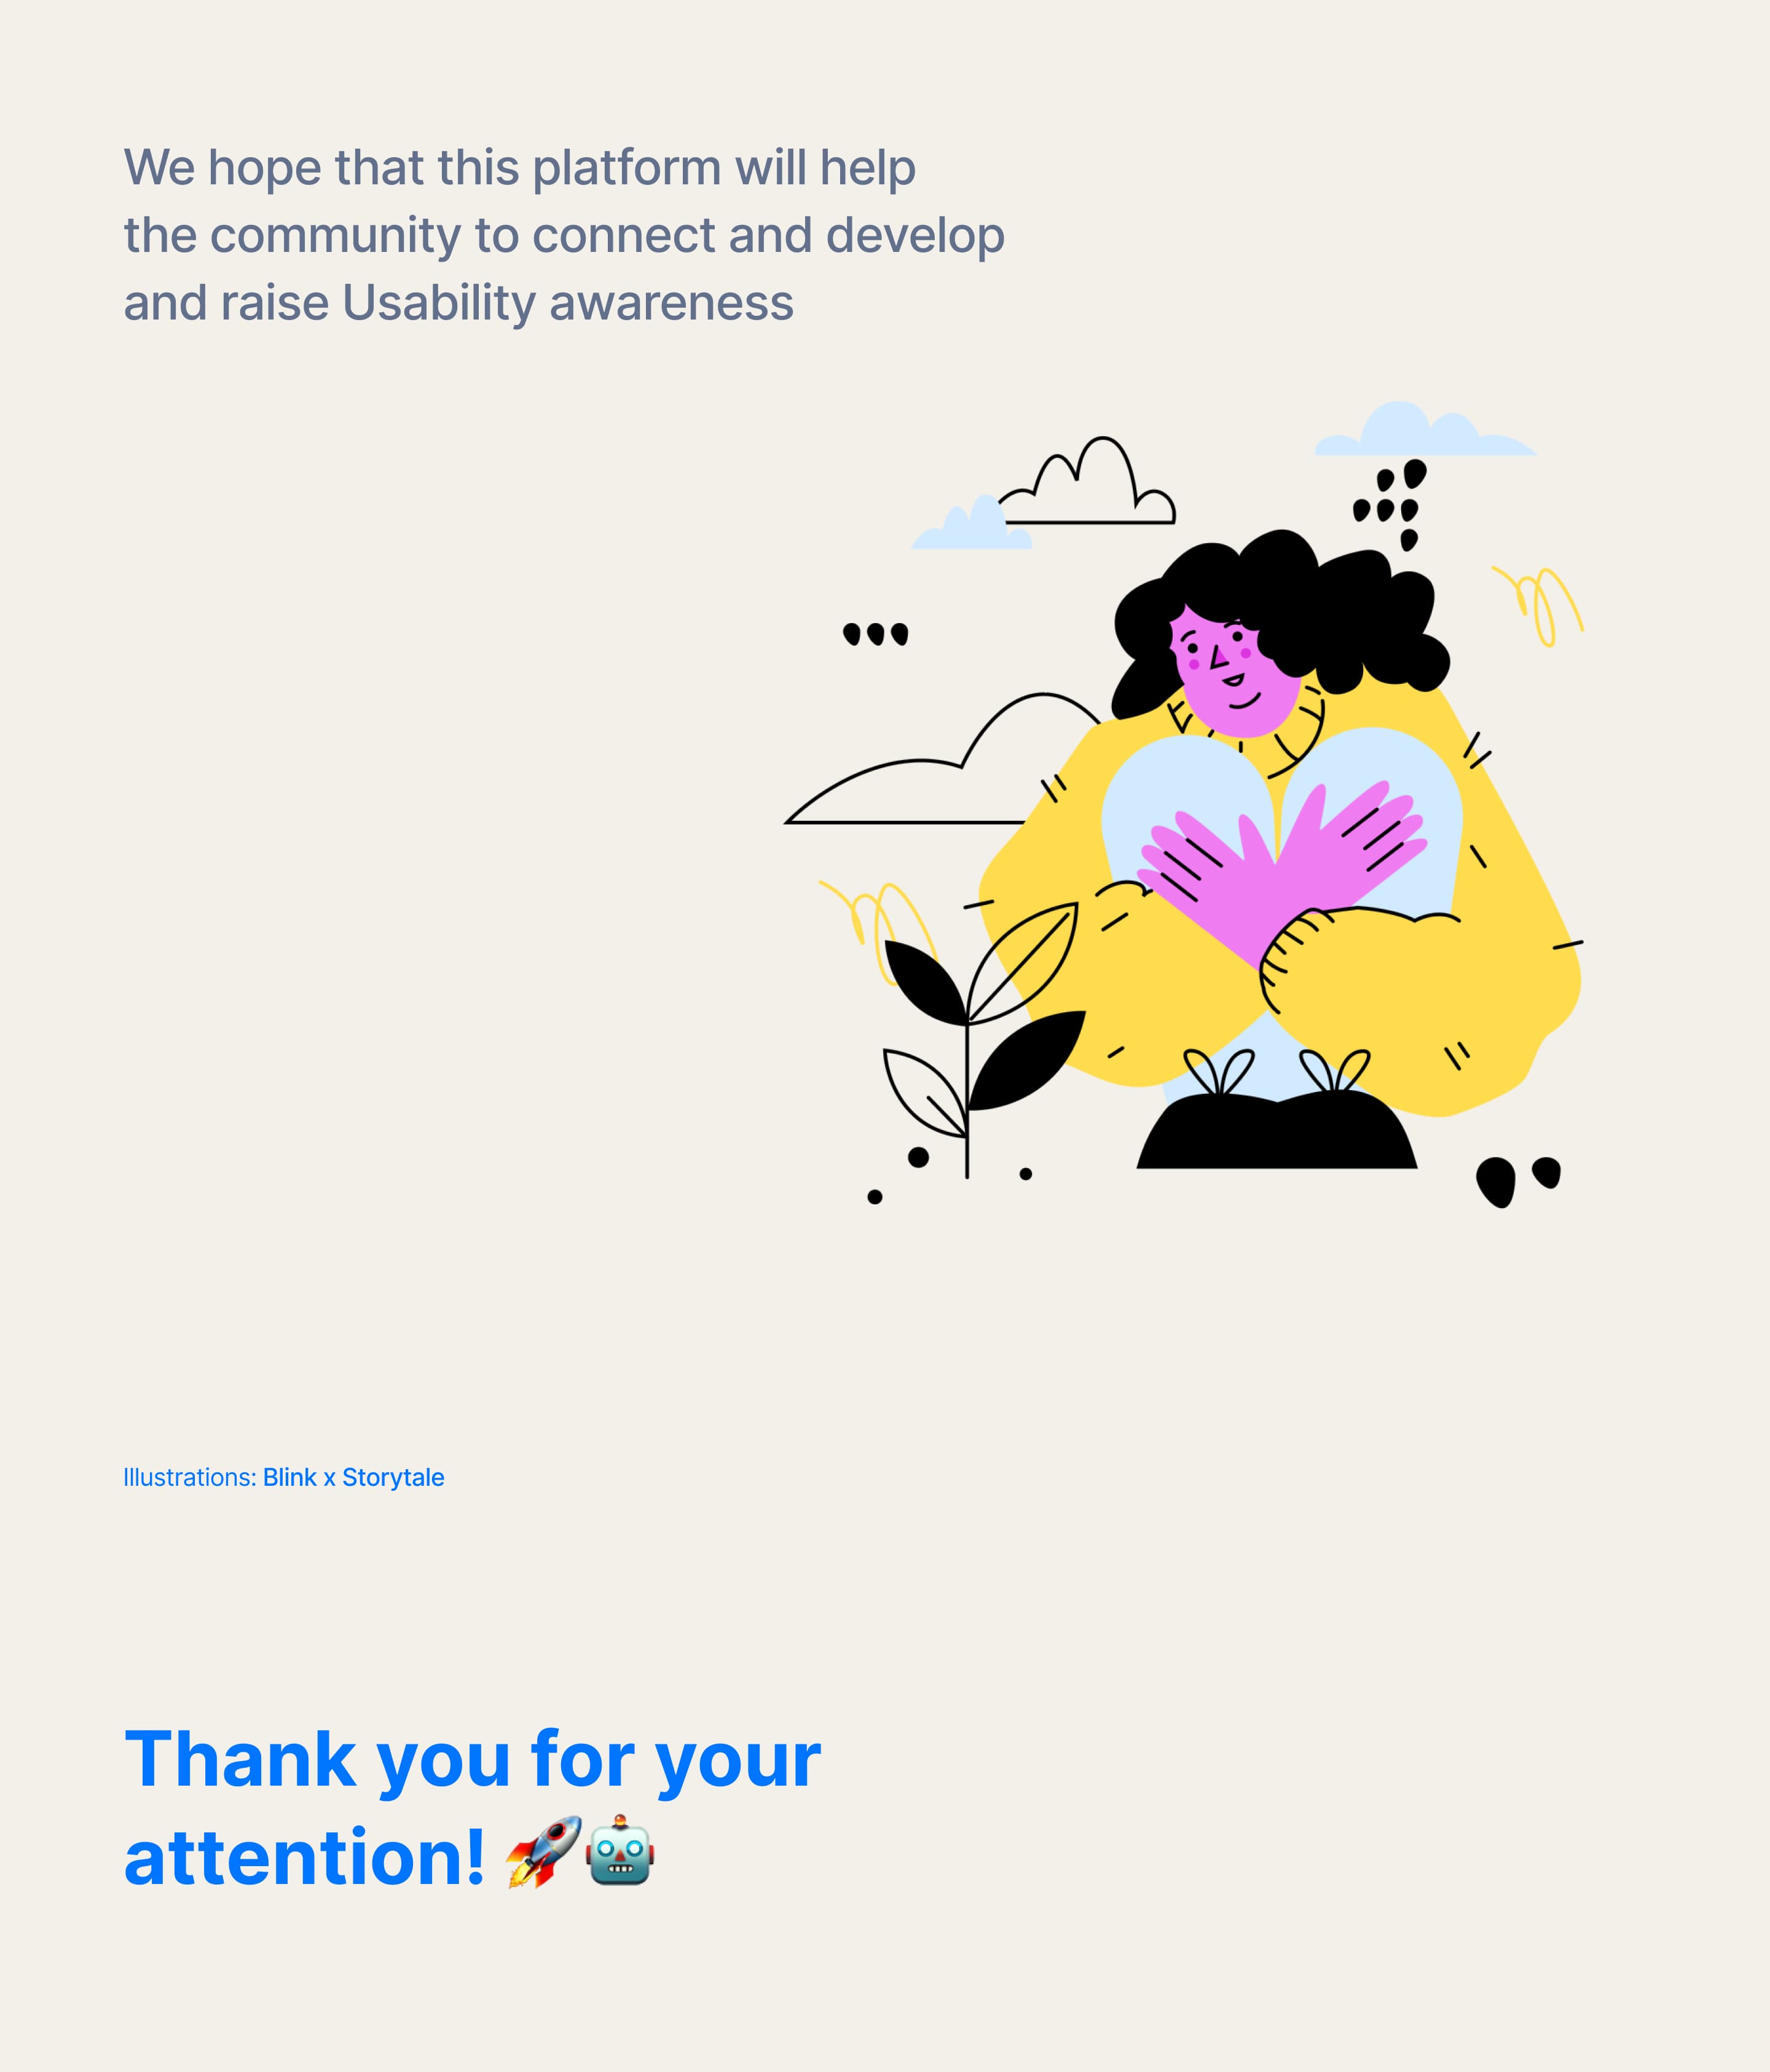 We hope that this platform will help
the community to connect and develop
and raise Usability awareness
Illustrations: Blink x Storytale
Thank you for your
attention! 🚀🤖